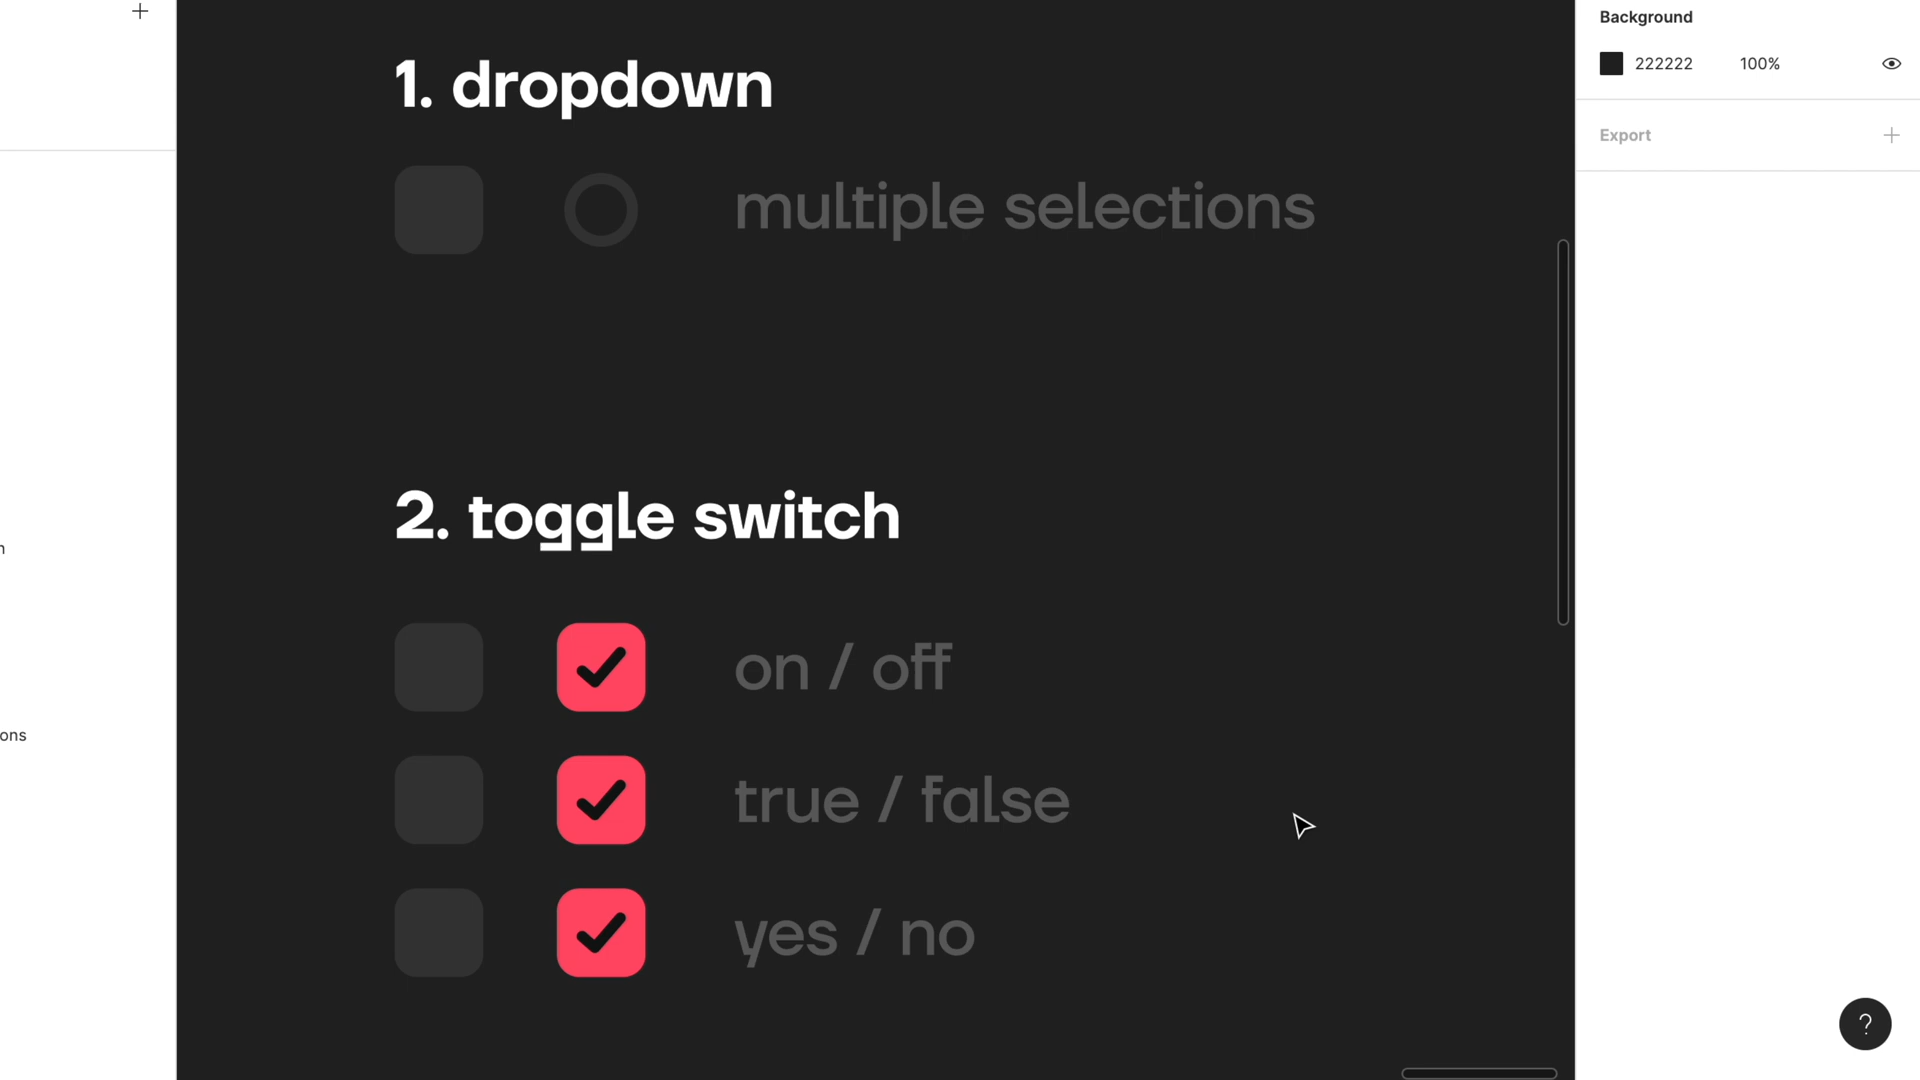 Background
222222 100%
Export
1. dropdown
multiple selections
2. toggle switch
on / off
true / false
yes / no
n
ons
?